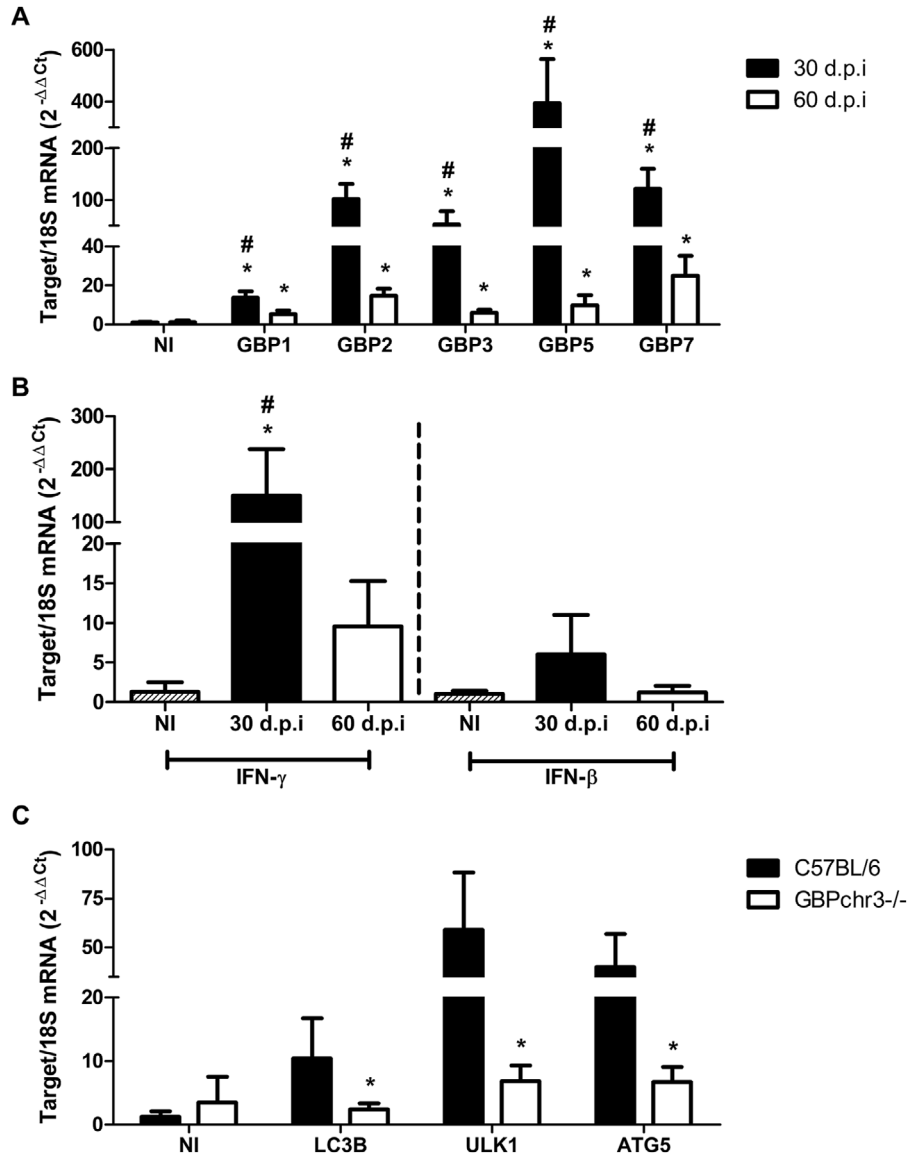 A
Target/18S mRNA (2^-ΔΔCt)
600
400
200
100
40
20
0
# * * # * * # * * # * * # * *
NI GBP1 GBP2 GBP3 GBP5 GBP7
30 d.p.i
60 d.p.i
B
Target/18S mRNA (2^-ΔΔCt)
300
200
100
20
15
10
5
0
#
*
NI 30 d.p.i 60 d.p.i NI 30 d.p.i 60 d.p.i
IFN-γ IFN-β
C
Target/18S mRNA (2^-ΔΔCt)
100
75
50
20
10
0
* * *
NI LC3B ULK1 ATG5
C57BL/6
GBPchr3-/-